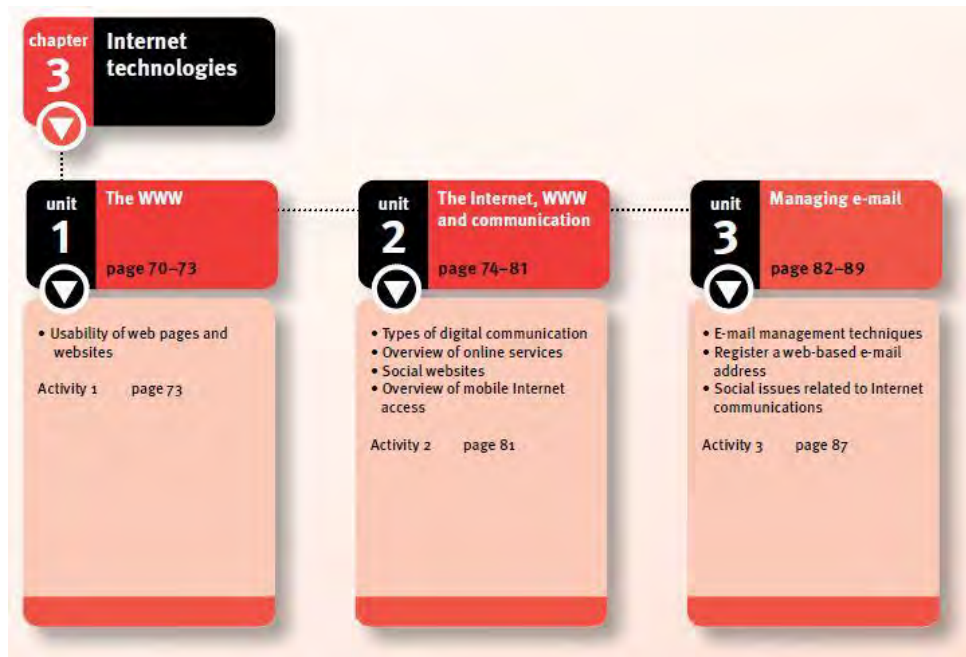 chapter
3
Internet
technologies
unit
1
The WWW
page 70–73
• Usability of web pages and
websites
Activity 1 page 73
unit
2
The Internet, WWW
and communication
page 74–81
• Types of digital communication
• Overview of online services
• Social websites
• Overview of mobile Internet
access
Activity 2 page 81
unit
3
Managing e-mail
page 82–89
• E-mail management techniques
• Register a web-based e-mail
address
• Social issues related to Internet
communications
Activity 3 page 87